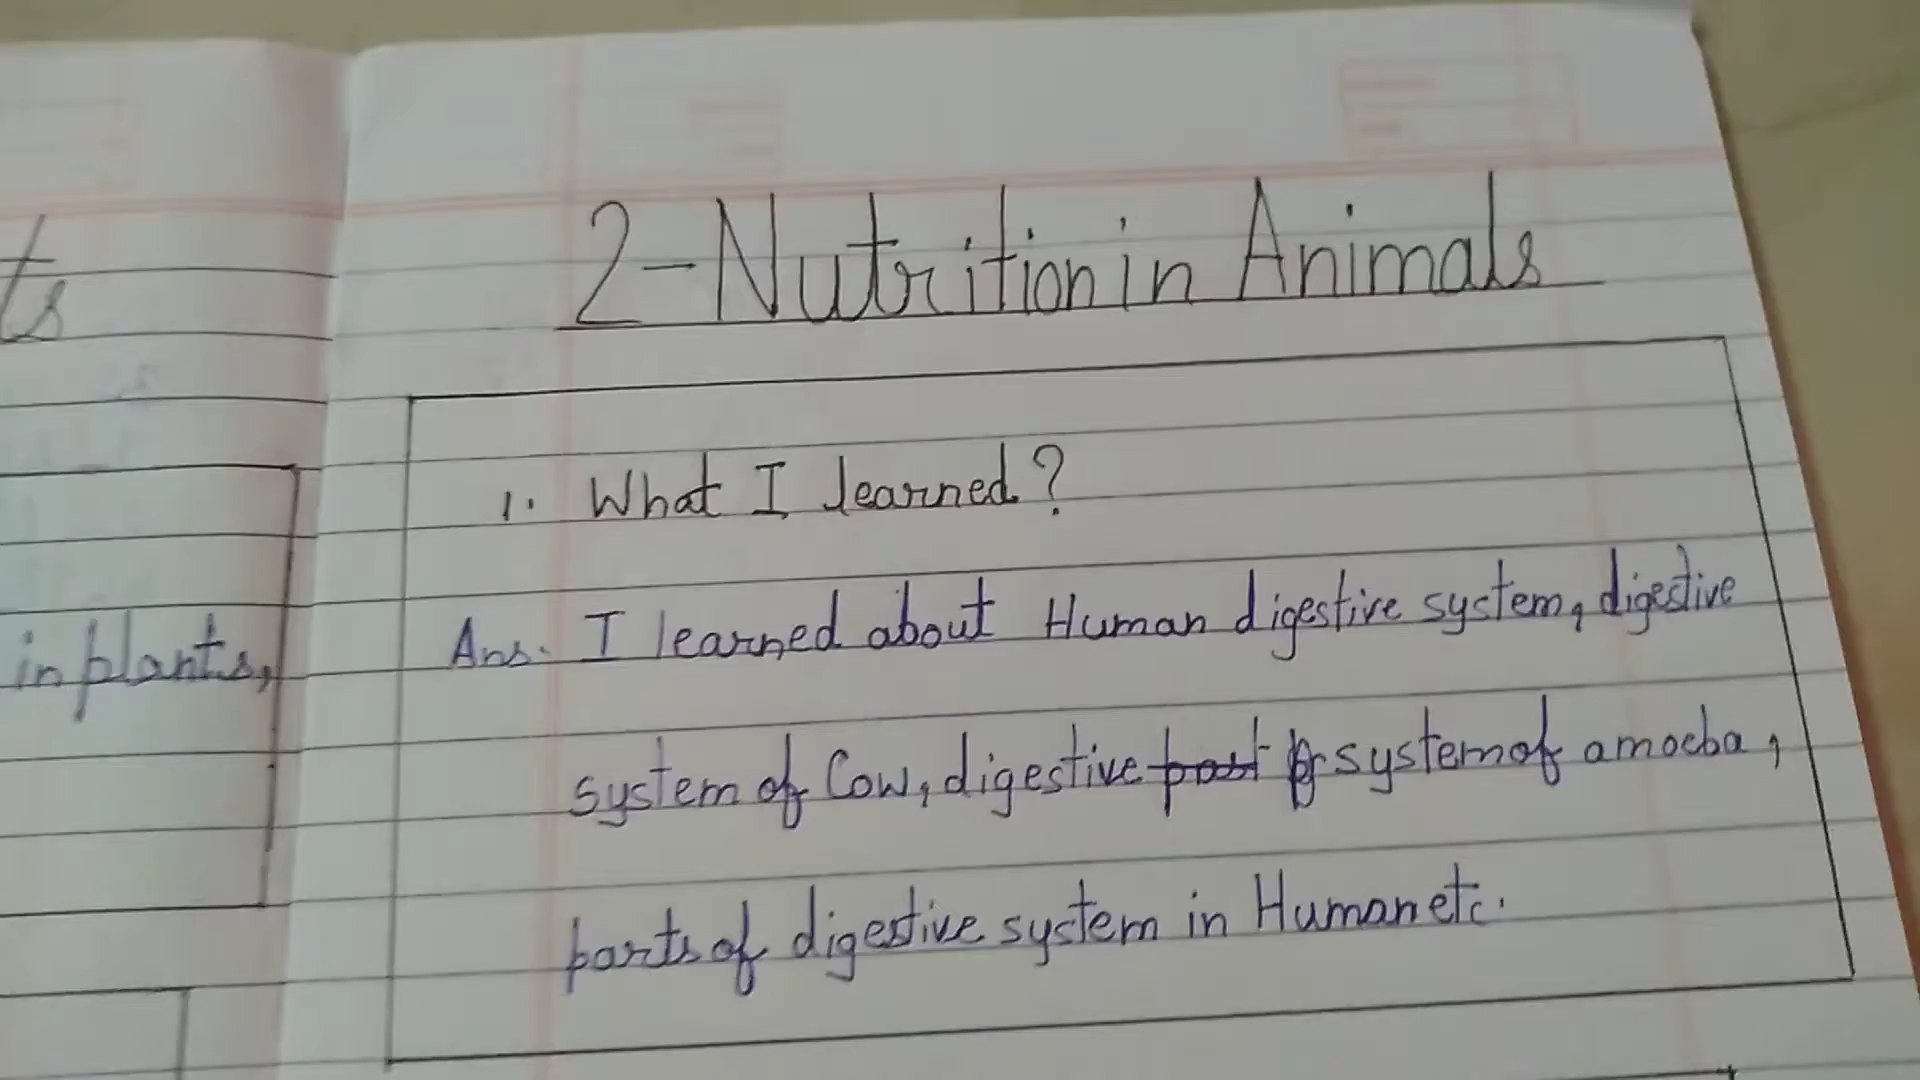 ts
in plants,
2-Nutrition in Animals
1. What I learned?
Ans. I learned about Human digestive system, digestive
system of Cow, digestive system of amoeba,
parts of digestive system in Human etc.